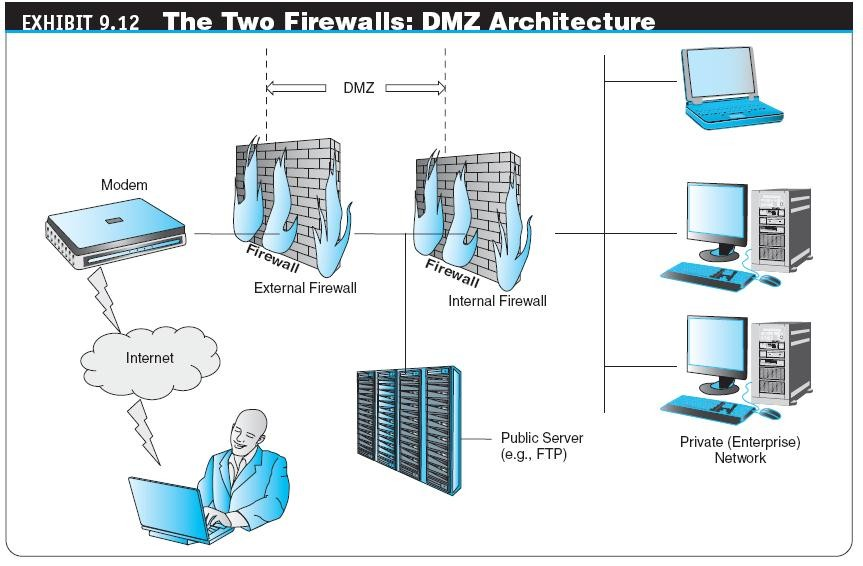 EXHIBIT 9.12 The Two Firewalls: DMZ Architecture
DMZ
Modem
Firewall
External Firewall
Firewall
Internal Firewall
Internet
Public Server
(e.g., FTP)
Private (Enterprise)
Network